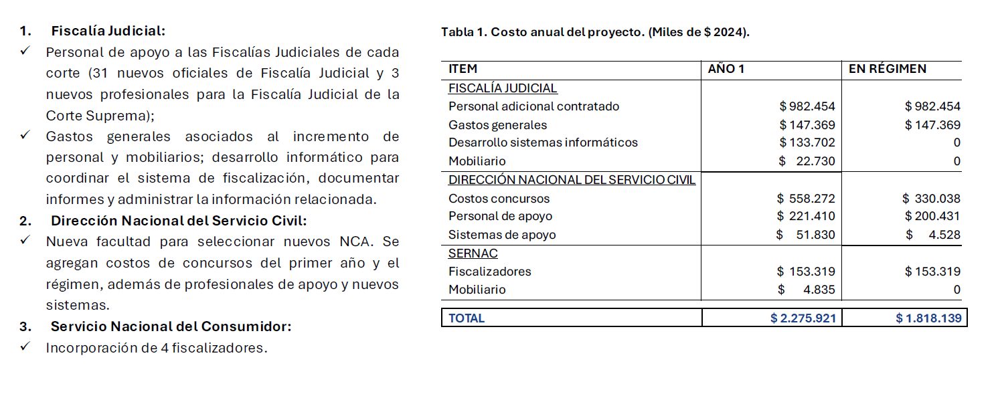 1. Fiscalía Judicial:
✓ Personal de apoyo a las Fiscalías Judiciales de cada
corte (31 nuevos oficiales de Fiscalía Judicial y 3
nuevos profesionales para la Fiscalía Judicial de la
Corte Suprema);
✓ Gastos generales asociados al incremento de
personal y mobiliarios; desarrollo informático para
coordinar el sistema de fiscalización, documentar
informes y administrar la información relacionada.
2. Dirección Nacional del Servicio Civil:
✓ Nueva facultad para seleccionar nuevos NCA. Se
agregan costos de concursos del primer año y el
régimen, además de profesionales de apoyo y nuevos
sistemas.
3. Servicio Nacional del Consumidor:
✓ Incorporación de 4 fiscalizadores.
Tabla 1. Costo anual del proyecto. (Miles de $ 2024).
ITEM AÑO 1 EN RÉGIMEN
FISCALÍA JUDICIAL
Personal adicional contratado $ 982.454 $ 982.454
Gastos generales $ 147.369 $ 147.369
Desarrollo sistemas informáticos $ 133.702 0
Mobiliario $ 22.730 0
DIRECCIÓN NACIONAL DEL SERVICIO CIVIL
Costos concursos $ 558.272 $ 330.038
Personal de apoyo $ 221.410 $ 200.431
Sistemas de apoyo $ 51.830 $ 4.528
SERNAC
Fiscalizadores $ 153.319 $ 153.319
Mobiliario $ 4.835 0
TOTAL $ 2.275.921 $ 1.818.139